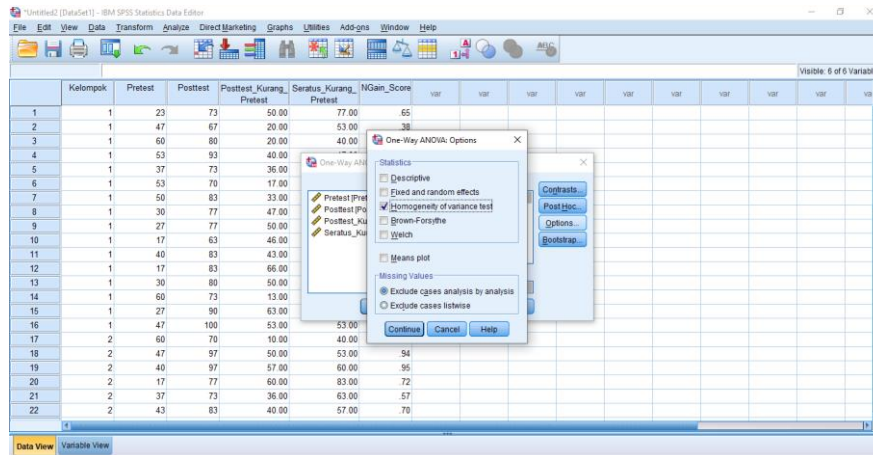 *Untitled2 [DataSet1] - IBM SPSS Statistics Data Editor
File Edit View Data Transform Analyze Direct Marketing Graphs Utilities Add-ons Window Help
Visible: 6 of 6 Variabl
Kelompok Pretest Posttest Posttest_Kurang_Pretest Seratus_Kurang_Pretest NGain_Score var var var var var var var va
1 1 23 73 50.00 77.00 .65
2 1 47 67 20.00 53.00 .38
3 1 60 80 20.00 40.00
4 1 53 93 40.00
5 1 37 73 36.00
6 1 53 70 17.00
7 1 50 83 33.00
8 1 30 77 47.00
9 1 27 77 50.00
10 1 17 63 46.00
11 1 40 83 43.00
12 1 17 83 66.00
13 1 30 80 50.00
14 1 60 73 13.00
15 1 27 90 63.00
16 1 47 100 53.00 53.00
17 2 60 70 10.00 40.00
18 2 47 97 50.00 53.00 .94
19 2 40 97 57.00 60.00 .95
20 2 17 77 60.00 83.00 .72
21 2 37 73 36.00 63.00 .57
22 2 43 83 40.00 57.00 .70
One-Way AN
Pretest [Pret
Posttest [Po
Posttest_Ku
Seratus_Ku
Contrasts...
Post Hoc...
Options...
Bootstrap...
One-Way ANOVA: Options
Statistics
Descriptive
Fixed and random effects
Homogeneity of variance test
Brown-Forsythe
Welch
Means plot
Missing Values
Exclude cases analysis by analysis
Exclude cases listwise
Continue Cancel Help
Data View Variable View